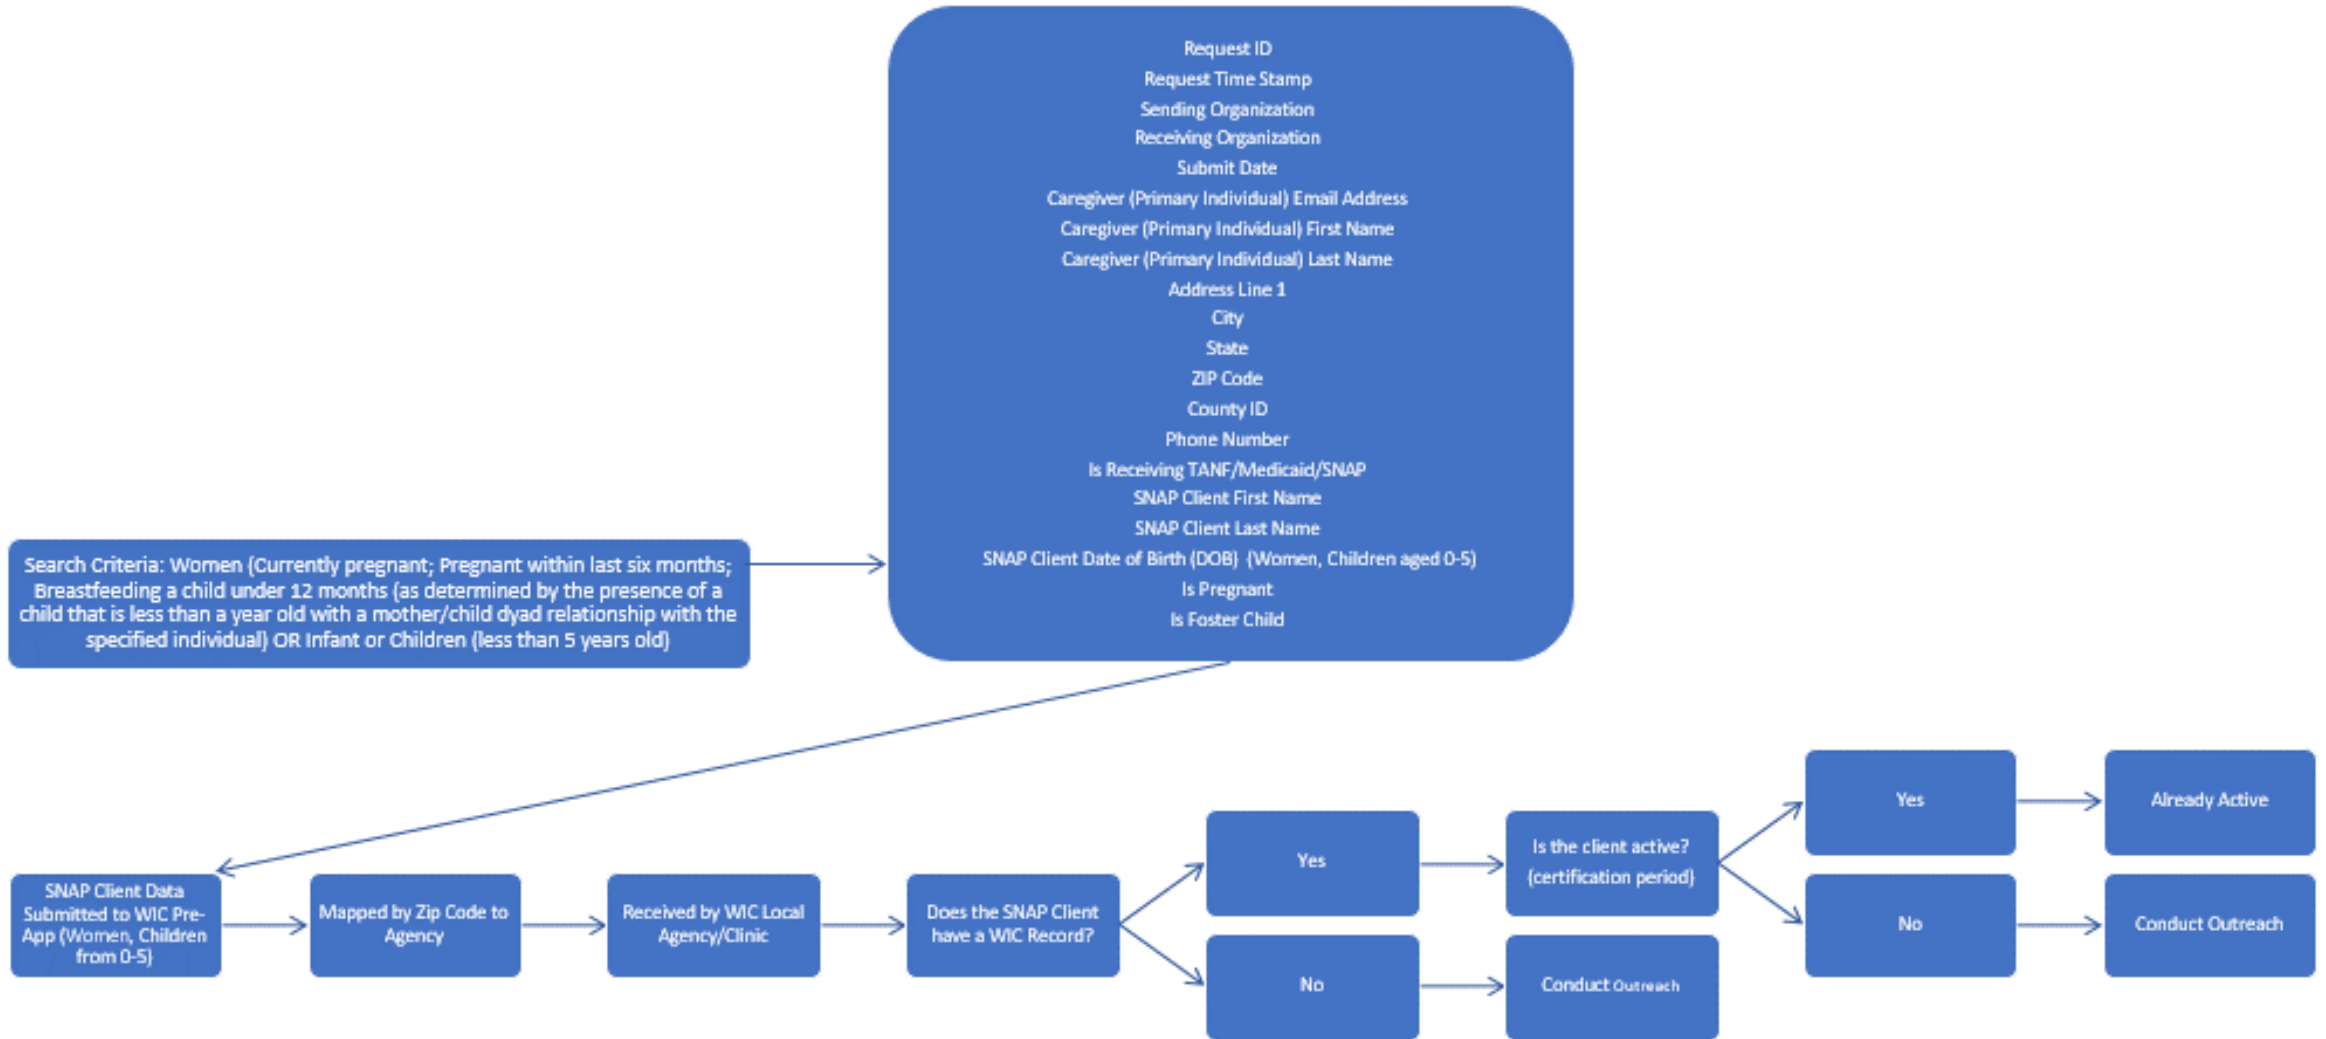 Request ID
Request Time Stamp
Sending Organization
Receiving Organization
Submit Date
Caregiver (Primary Individual) Email Address
Caregiver (Primary Individual) First Name
Caregiver (Primary Individual) Last Name
Address Line 1
City
State
ZIP Code
County ID
Phone Number
Is Receiving TANF/Medicaid/SNAP
SNAP Client First Name
SNAP Client Last Name
SNAP Client Date of Birth (DOB) (Women, Children aged 0-5)
Is Pregnant
Is Foster Child
Search Criteria: Women (Currently pregnant; Pregnant within last six months;
Breastfeeding a child under 12 months (as determined by the presence of a
child that is less than a year old with a mother/child dyad relationship with the
specified individual) OR Infant or Children (less than 5 years old)
SNAP Client Data
Submitted to WIC Pre-
App (Women, Children
from 0-5)
Mapped by Zip Code to
Agency
Received by WIC Local
Agency/Clinic
Does the SNAP Client
have a WIC Record?
Yes
No
Is the client active?
(certification period)
Conduct Outreach
Yes
No
Already Active
Conduct Outreach